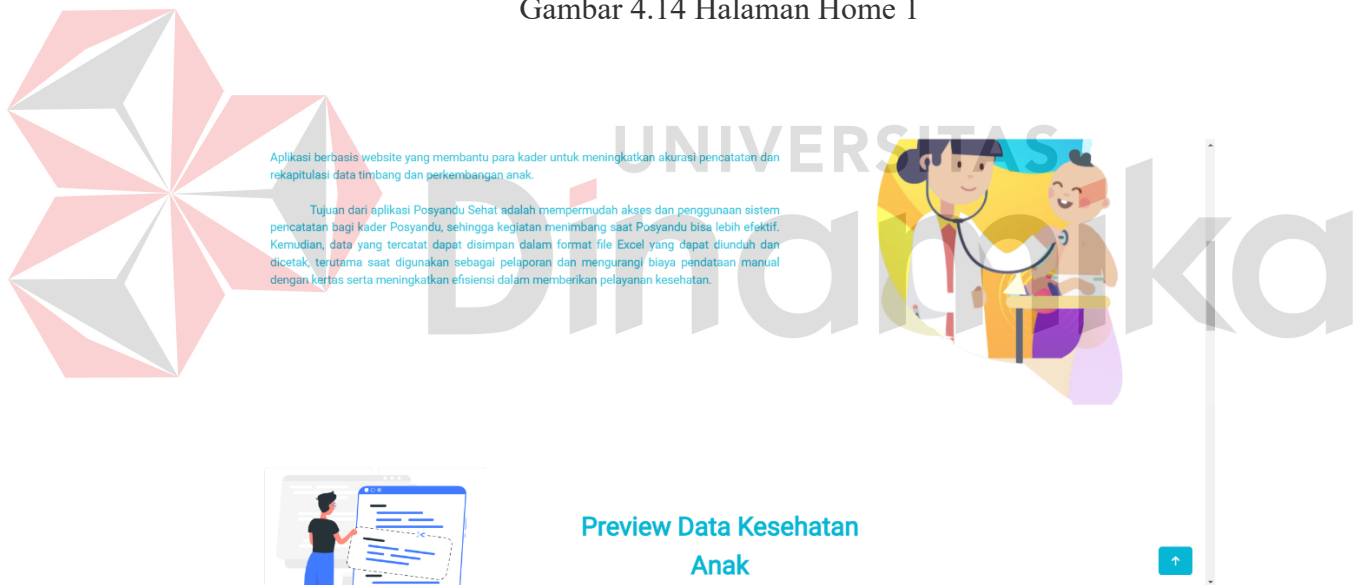 Gambar 4.14 Halaman Home 1
UNIVERSITAS
Dinamika
Aplikasi berbasis website yang membantu para kader untuk meningkatkan akurasi pencatatan dan
rekapitulasi data timbang dan perkembangan anak.
Tujuan dari aplikasi Posyandu Sehat adalah mempermudah akses dan penggunaan sistem
pencatatan bagi kader Posyandu, sehingga kegiatan menimbang saat Posyandu bisa lebih efektif.
Kemudian, data yang tercatat dapat disimpan dalam format file Excel yang dapat diunduh dan
dicetak, terutama saat digunakan sebagai pelaporan dan mengurangi biaya pendataan manual
dengan kertas serta meningkatkan efisiensi dalam memberikan pelayanan kesehatan.
Preview Data Kesehatan
Anak